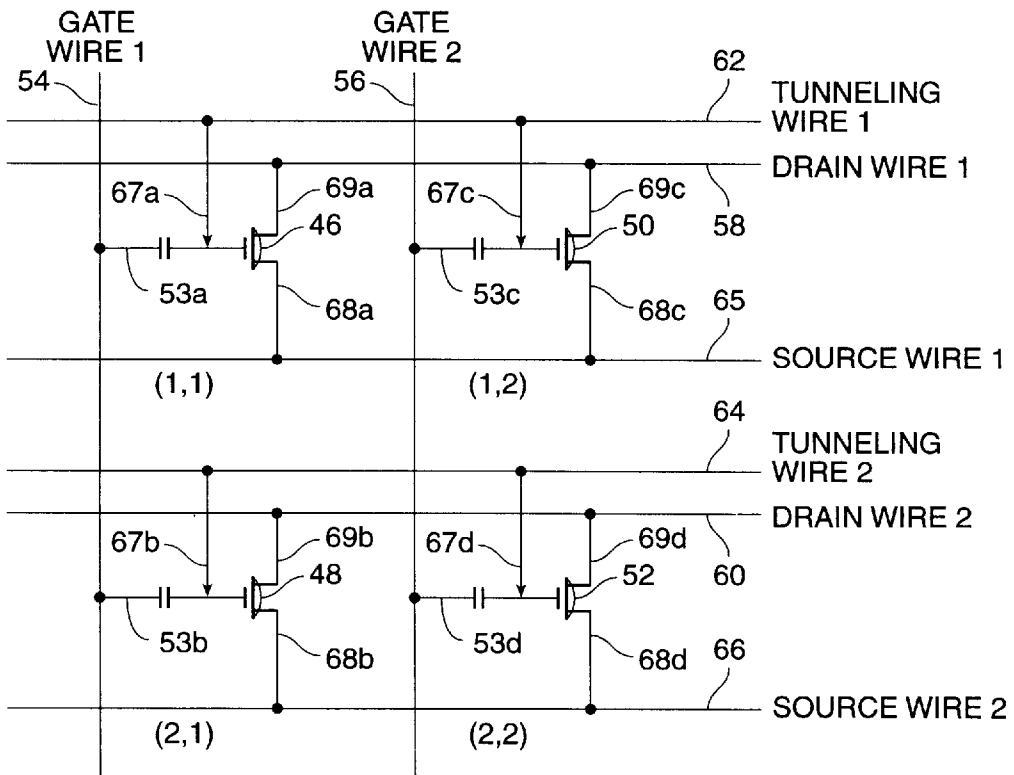 GATE
WIRE 1
GATE
WIRE 2
54
56
62
TUNNELING
WIRE 1
DRAIN WIRE 1
67a
69a
67c
69c
58
46
50
53a
68a
53c
68c
65
SOURCE WIRE 1
(1,1)
(1,2)
64
TUNNELING
WIRE 2
DRAIN WIRE 2
67b
69b
67d
69d
60
48
52
53b
68b
53d
68d
66
SOURCE WIRE 2
(2,1)
(2,2)